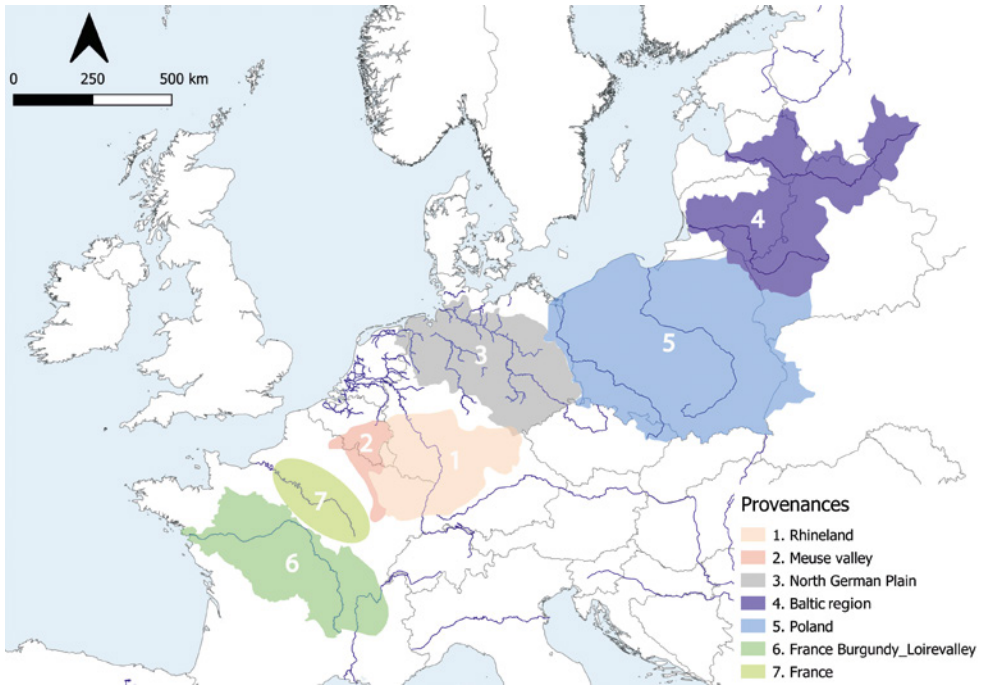 0 250 500 km
4
5
3
2
1
7
6
Provenances
1. Rhineland
2. Meuse valley
3. North German Plain
4. Baltic region
5. Poland
6. France Burgundy_Loirevalley
7. France